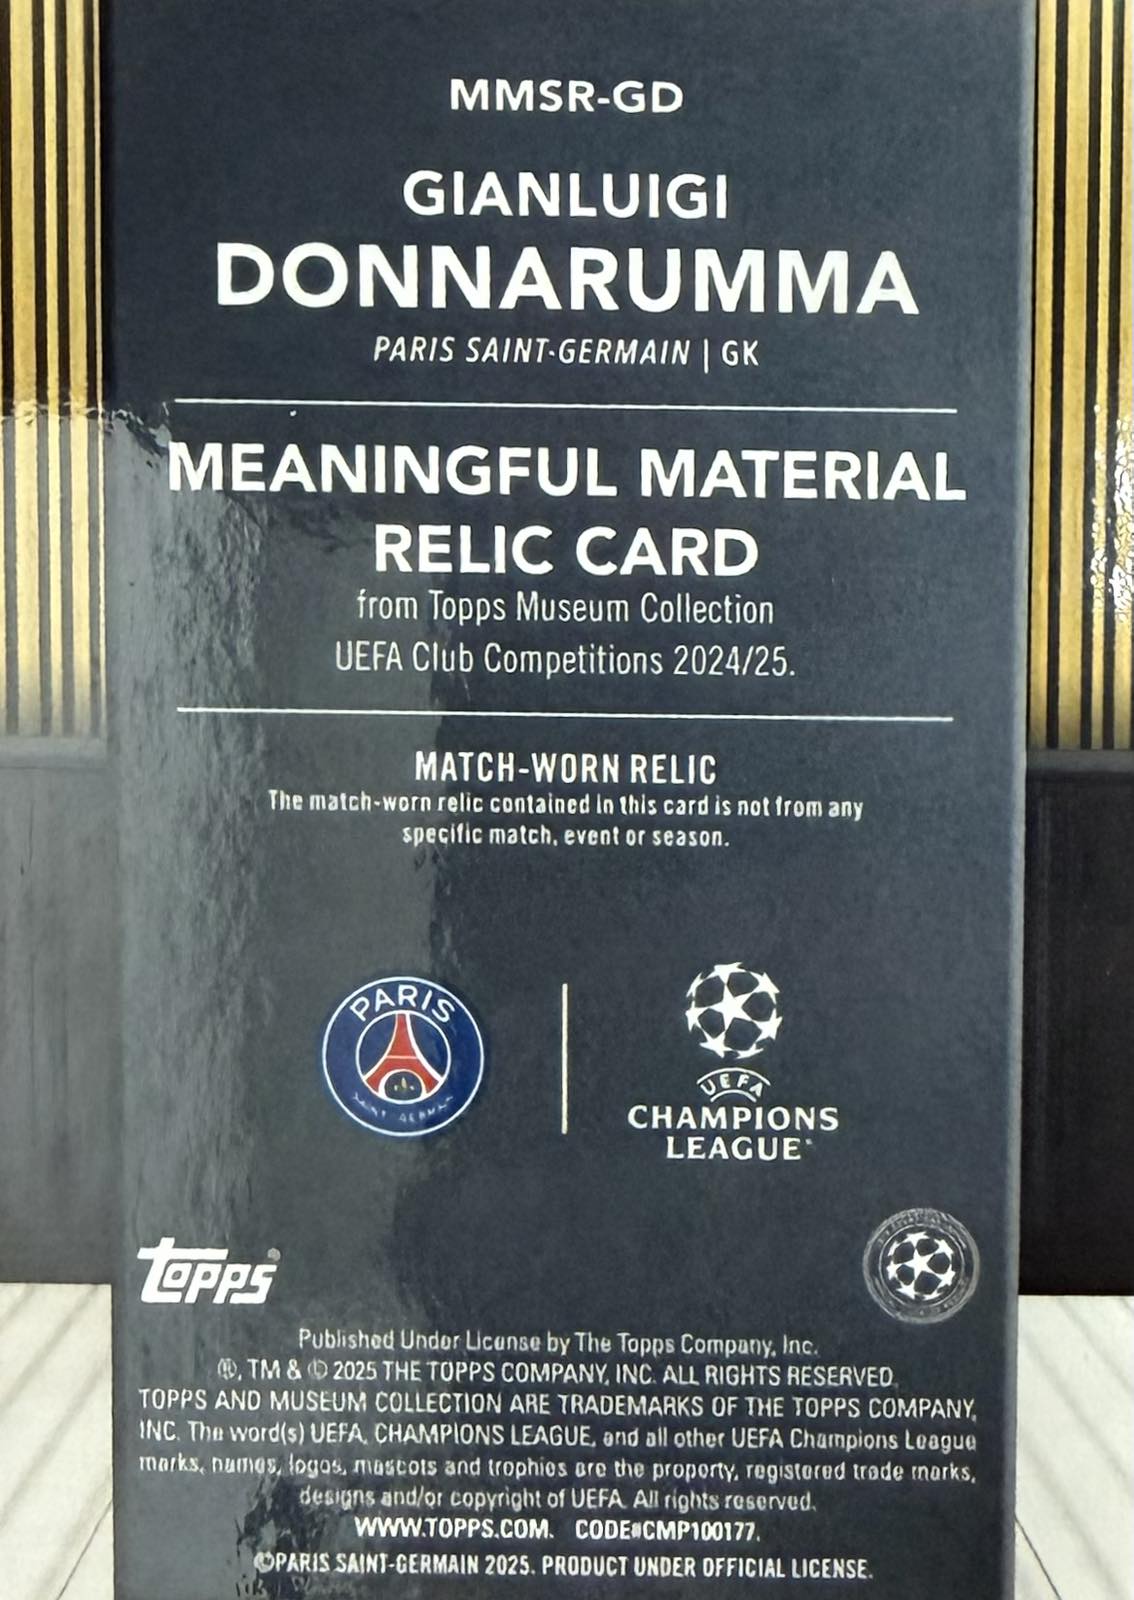 MMSR-GD
GIANLUIGI
DONNARUMMA
PARIS SAINT-GERMAIN | GK
MEANINGFUL MATERIAL
RELIC CARD
from Topps Museum Collection
UEFA Club Competitions 2024/25.
MATCH-WORN RELIC
The match-worn relic contained in this card is not from any
specific match, event or season.
PARIS
SAINT GERMAIN
UEFA
CHAMPIONS
LEAGUE
topps®
Published Under License by The Topps Company, Inc.
®, TM & © 2025 THE TOPPS COMPANY, INC. ALL RIGHTS RESERVED.
TOPPS AND MUSEUM COLLECTION ARE TRADEMARKS OF THE TOPPS COMPANY,
INC. The word(s) UEFA, CHAMPIONS LEAGUE, and all other UEFA Champions League
marks, names, logos, mascots and trophies are the property, registered trade marks,
designs and/or copyright of UEFA. All rights reserved.
WWW.TOPPS.COM. CODE#CMP100177.
©PARIS SAINT-GERMAIN 2025. PRODUCT UNDER OFFICIAL LICENSE.